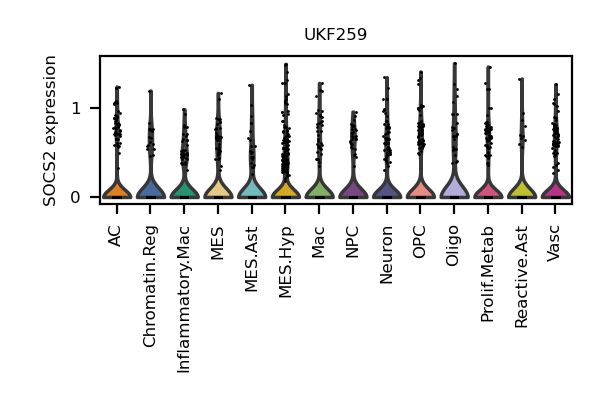 UKF259
SOCS2 expression
1
0
AC
Chromatin.Reg
Inflammatory.Mac
MES
MES.Ast
MES.Hyp
Mac
NPC
Neuron
OPC
Oligo
Prolif.Metab
Reactive.Ast
Vasc